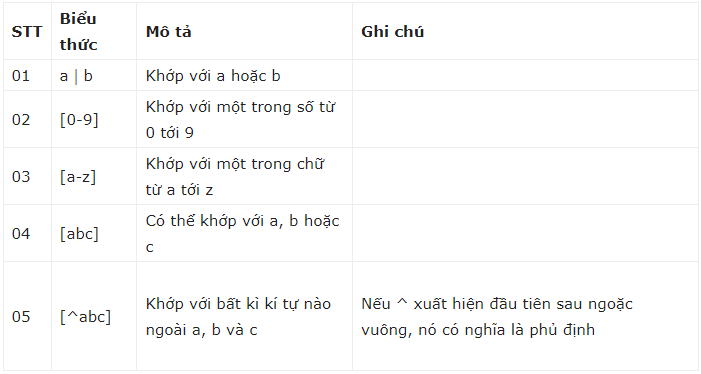 STT Biểu thức Mô tả Ghi chú
01 a | b Khớp với a hoặc b
02 [0-9] Khớp với một trong số từ
0 tới 9
03 [a-z] Khớp với một trong chữ
từ a tới z
04 [abc] Có thể khớp với a, b hoặc
c
05 [^abc] Khớp với bất kì kí tự nào
ngoài a, b và c
Nếu ^ xuất hiện đầu tiên sau ngoặc
vuông, nó có nghĩa là phủ định